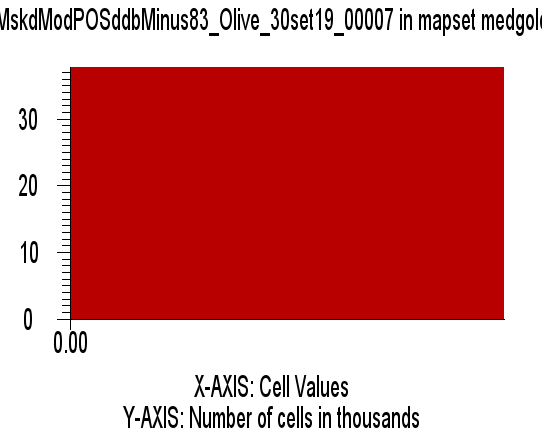 MskdModPOSddbMinus83_Olive_30set19_00007 in mapset medgold
30
20
10
0
0.00
X-AXIS: Cell Values
Y-AXIS: Number of cells in thousands